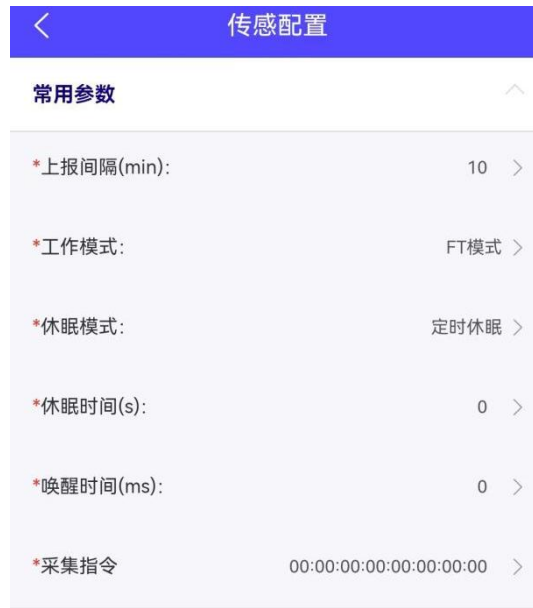 传感配置
常用参数
*上报间隔(min): 10
*工作模式: FT模式
*休眠模式: 定时休眠
*休眠时间(s): 0
*唤醒时间(ms): 0
*采集指令 00:00:00:00:00:00:00:00